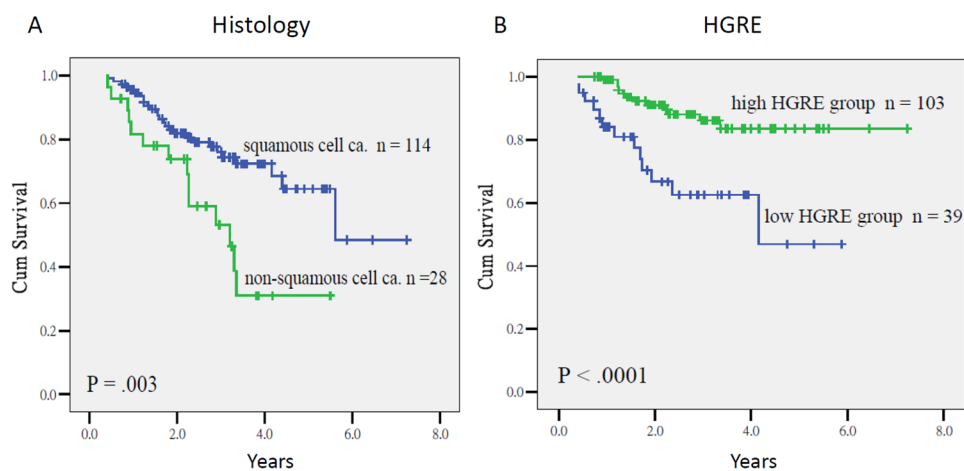 A Histology
Cum Survival
1.0
0.8
0.6
0.4
0.2
0.0
squamous cell ca. n = 114
non-squamous cell ca. n =28
P = .003
0.0 2.0 4.0 6.0 8.0
Years
B HGRE
Cum Survival
1.0
0.8
0.6
0.4
0.2
0.0
high HGRE group n = 103
low HGRE group n = 39
P < .0001
0.0 2.0 4.0 6.0 8.0
Years